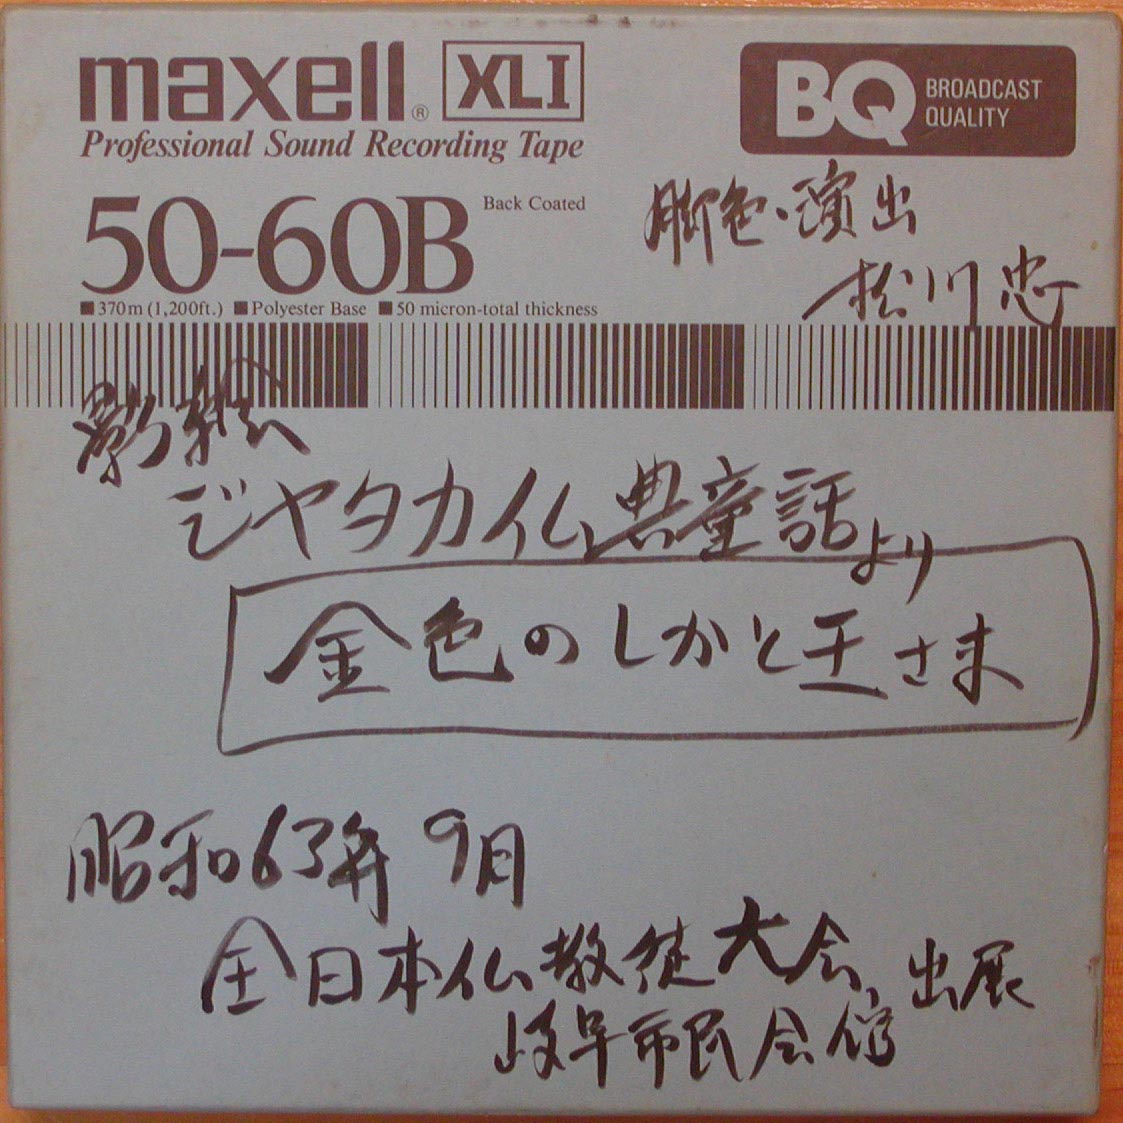 maxell® XLI
Professional Sound Recording Tape
BQ BROADCAST QUALITY
50-60B Back Coated
■370m (1,200ft.) ■Polyester Base ■50 micron-total thickness
脚色・演出
松川 忠
影絵
ジャタカ仏典童話より
金色のしかと王さま
昭和63年 9月
全日本仏教徒大会 出展
岐阜市民会館